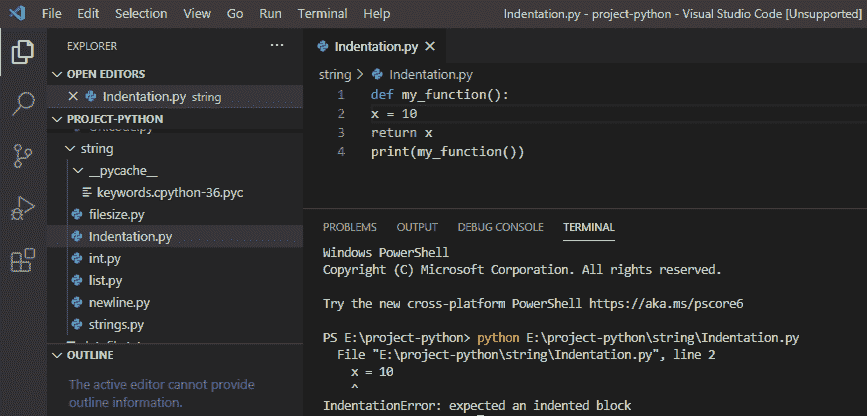 File Edit Selection View Go Run Terminal Help Indentation.py - project-python - Visual Studio Code [Unsupported]
EXPLORER ...
OPEN EDITORS
Indentation.py string
PROJECT-PYTHON
string
__pycache__
keywords.cpython-36.pyc
filesize.py
Indentation.py
int.py
list.py
newline.py
strings.py
OUTLINE
The active editor cannot provide
outline information.
Indentation.py
string > Indentation.py
1 def my_function():
2 x = 10
3 return x
4 print(my_function())
PROBLEMS OUTPUT DEBUG CONSOLE TERMINAL
Windows PowerShell
Copyright (C) Microsoft Corporation. All rights reserved.
Try the new cross-platform PowerShell https://aka.ms/pscore6
PS E:\project-python> python E:\project-python\string\Indentation.py
File "E:\project-python\string\Indentation.py", line 2
x = 10
^
IndentationError: expected an indented block